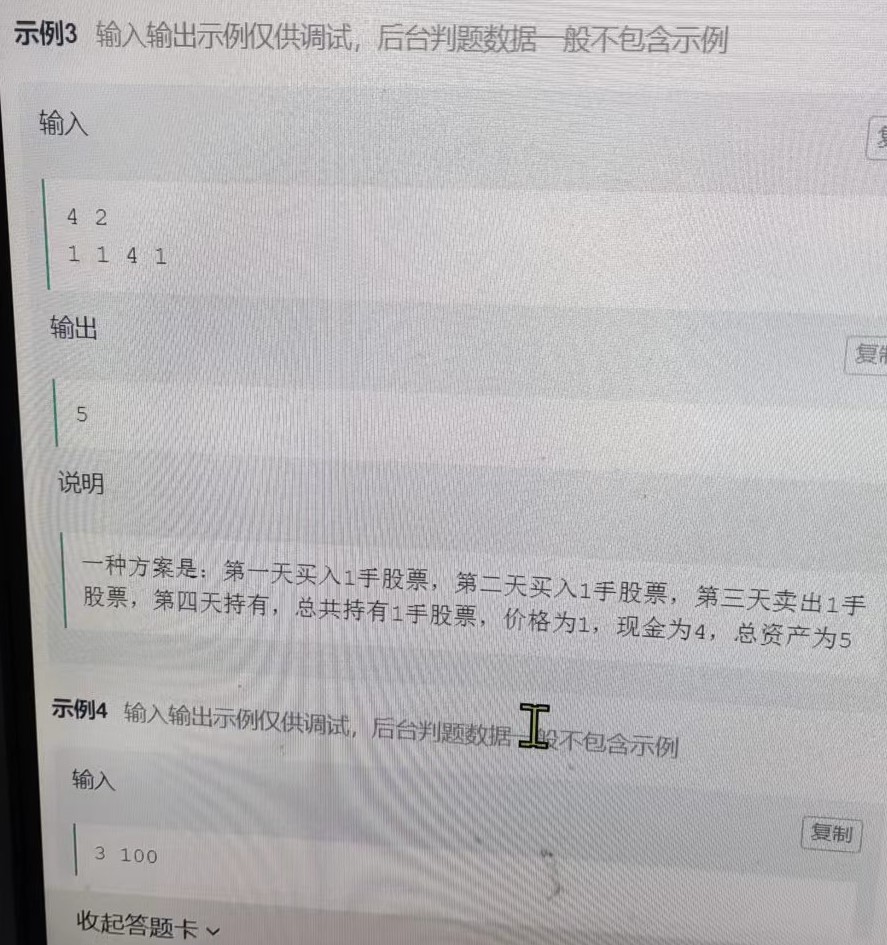 示例3 输入输出示例仅供调试，后台判题数据一般不包含示例
输入
4 2
1 1 4 1
输出
复制
5
说明
一种方案是：第一天买入1手股票，第二天买入1手股票，第三天卖出1手
股票，第四天持有，总共持有1手股票，价格为1，现金为4，总资产为5
示例4 输入输出示例仅供调试，后台判题数据一般不包含示例
输入
复制
3 100
收起答题卡